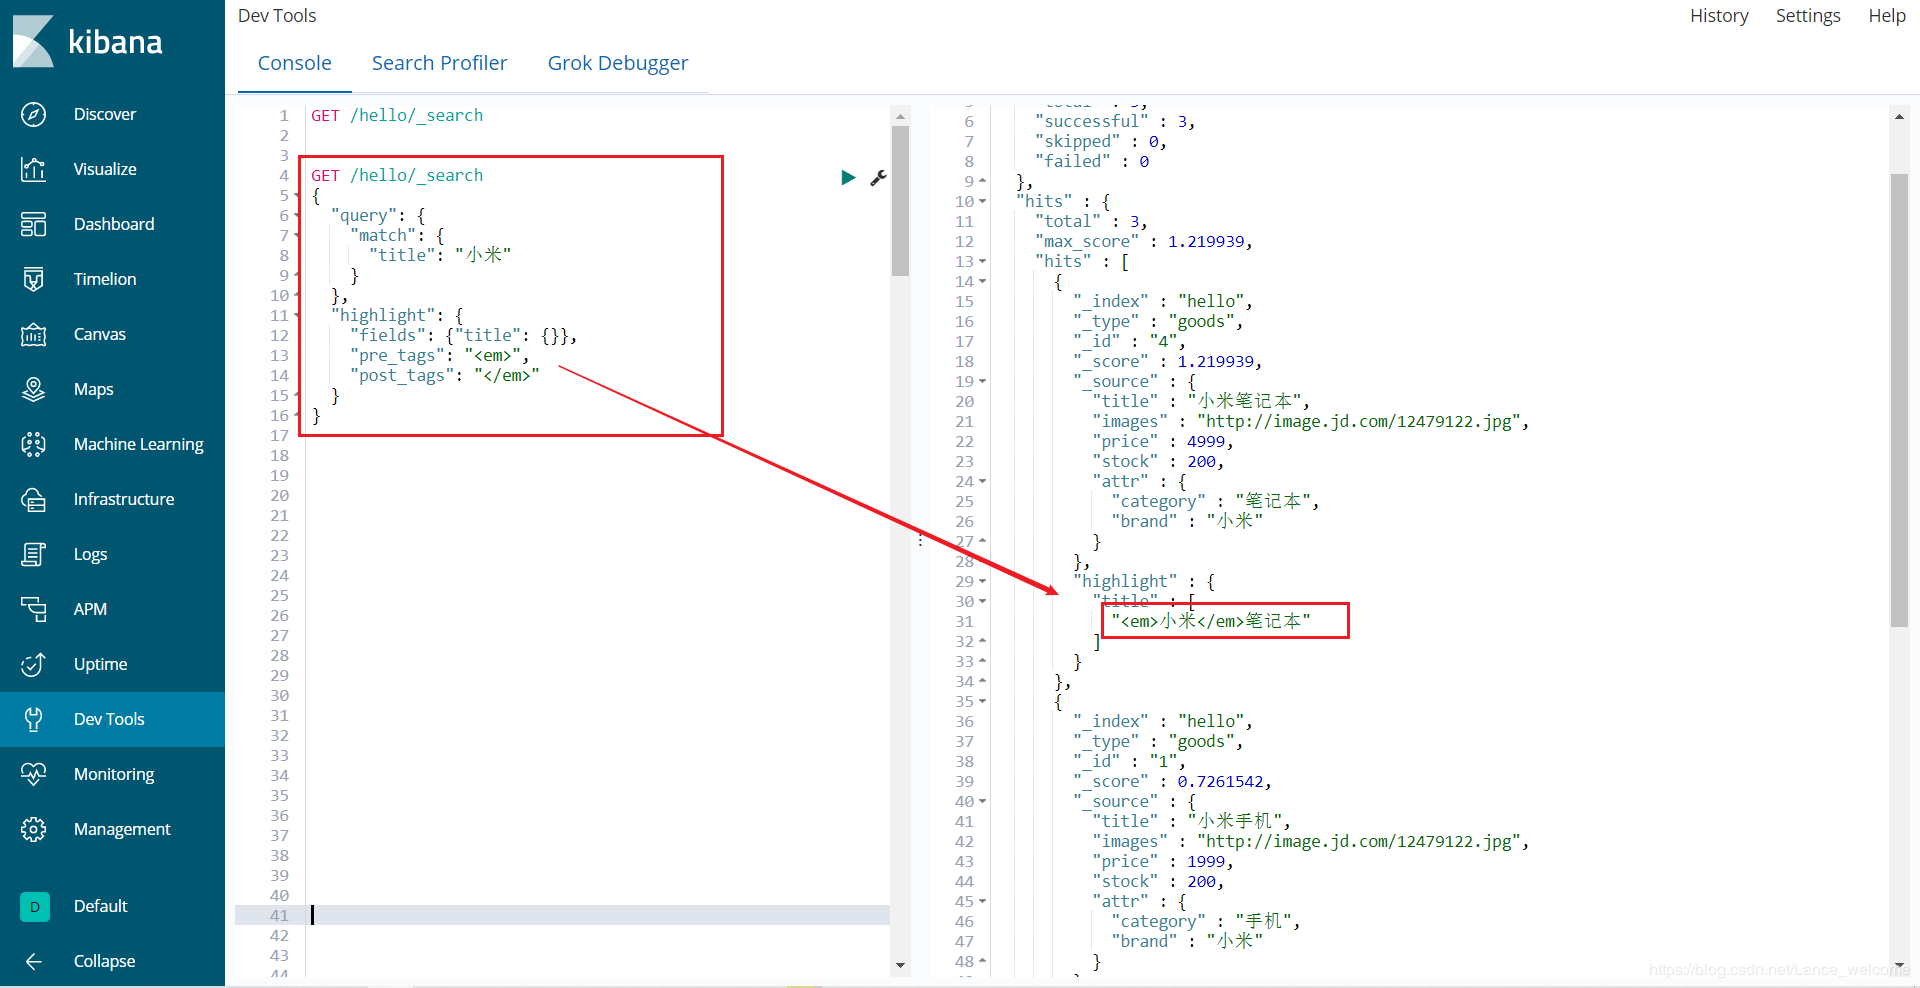 kibana
Discover
Visualize
Dashboard
Timelion
Canvas
Maps
Machine Learning
Infrastructure
Logs
APM
Uptime
Dev Tools
Monitoring
Management
D Default
Collapse
Dev Tools
History Settings Help
Console Search Profiler Grok Debugger
1 GET /hello/_search
2
3
4 GET /hello/_search
5 {
6 "query": {
7 "match": {
8 "title": "小米"
9 }
10 },
11 "highlight": {
12 "fields": {"title": {}},
13 "pre_tags": "<em>",
14 "post_tags": "</em>"
15 }
16 }
17
18
19
20
21
22
23
24
25
26
27
28
29
30
31
32
33
34
35
36
37
38
39
40
41
42
43
44
5 "total" : 3,
6 "successful" : 3,
7 "skipped" : 0,
8 "failed" : 0
9 },
10 "hits" : {
11 "total" : 3,
12 "max_score" : 1.219939,
13 "hits" : [
14 {
15 "_index" : "hello",
16 "_type" : "goods",
17 "_id" : "4",
18 "_score" : 1.219939,
19 "_source" : {
20 "title" : "小米笔记本",
21 "images" : "http://image.jd.com/12479122.jpg",
22 "price" : 4999,
23 "stock" : 200,
24 "attr" : {
25 "category" : "笔记本",
26 "brand" : "小米"
27 }
28 },
29 "highlight" : {
30 "title" : [
31 "<em>小米</em>笔记本"
32 ]
33 }
34 },
35 {
36 "_index" : "hello",
37 "_type" : "goods",
38 "_id" : "1",
39 "_score" : 0.7261542,
40 "_source" : {
41 "title" : "小米手机",
42 "images" : "http://image.jd.com/12479122.jpg",
43 "price" : 1999,
44 "stock" : 200,
45 "attr" : {
46 "category" : "手机",
47 "brand" : "小米"
48 }
https://blog.csdn.net/Lance_welcome